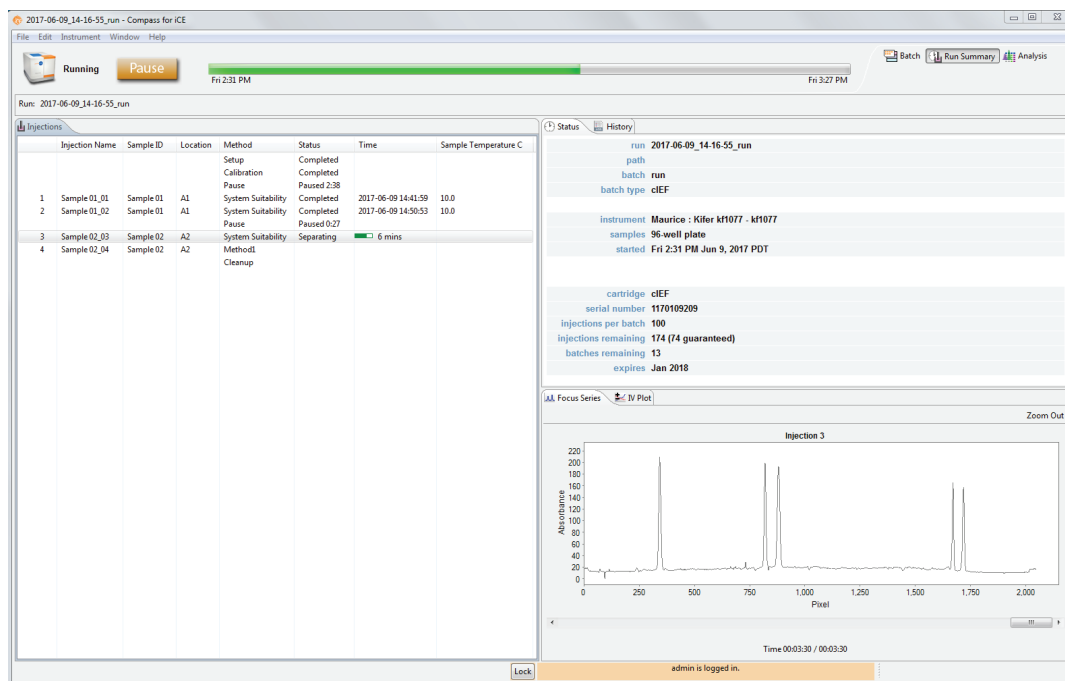 2017-06-09_14-16-55_run - Compass for iCE
File Edit Instrument Window Help
Running Pause
Fri 2:31 PM Fri 3:27 PM
Batch Run Summary Analysis
Run: 2017-06-09_14-16-55_run
Injections
Injection Name Sample ID Location Method Status Time Sample Temperature C
Setup Completed
Calibration Completed
Pause Paused 2:38
1 Sample 01_01 Sample 01 A1 System Suitability Completed 2017-06-09 14:41:59 10.0
2 Sample 01_02 Sample 01 A1 System Suitability Completed 2017-06-09 14:50:53 10.0
Pause Paused 0:27
3 Sample 02_03 Sample 02 A2 System Suitability Separating 6 mins
4 Sample 02_04 Sample 02 A2 Method1
Cleanup
Status History
run 2017-06-09_14-16-55_run
path
batch run
batch type cIEF
instrument Maurice : Kifer kf1077 - kf1077
samples 96-well plate
started Fri 2:31 PM Jun 9, 2017 PDT
cartridge cIEF
serial number 1170109209
injections per batch 100
injections remaining 174 (74 guaranteed)
batches remaining 13
expires Jan 2018
Focus Series IV Plot
Zoom Out
Injection 3
Absorbance
220
200
180
160
140
120
100
80
60
40
20
0
0 250 500 750 1,000 1,250 1,500 1,750 2,000
Pixel
Time 00:03:30 / 00:03:30
Lock admin is logged in.